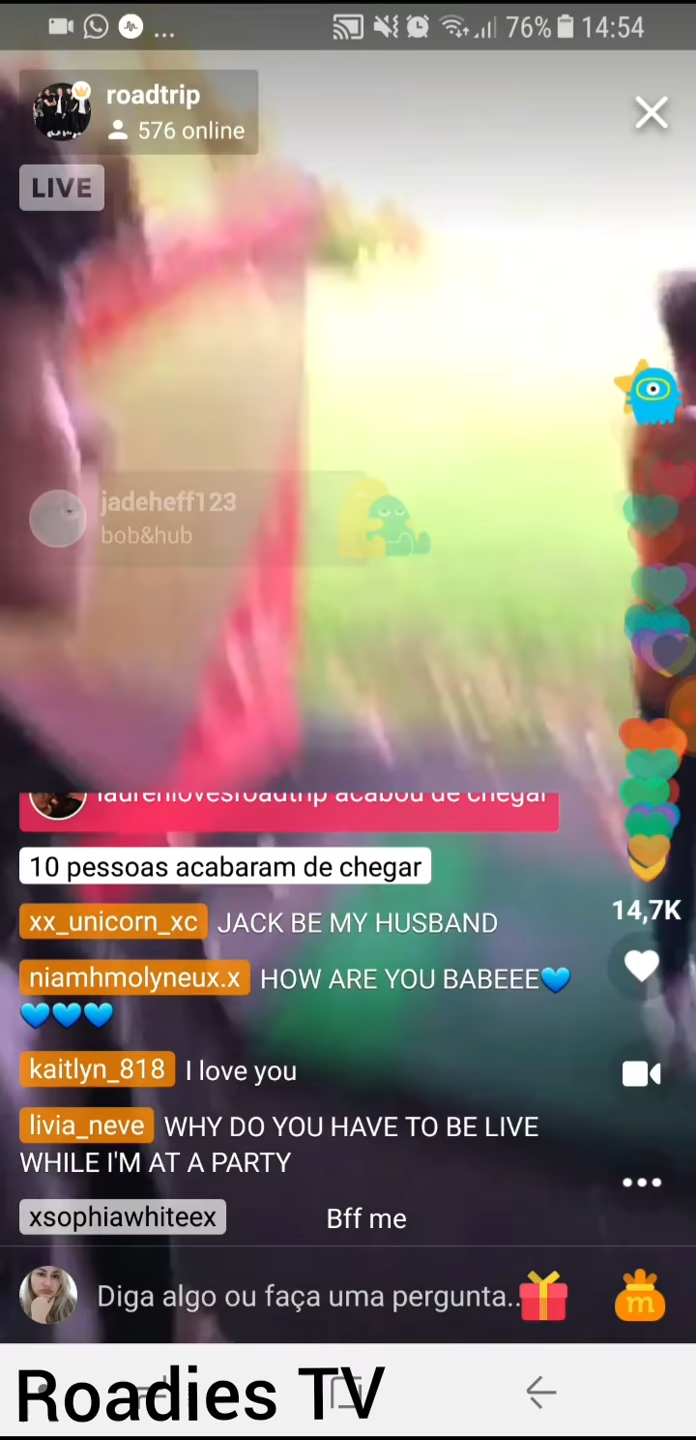 ... 76% 14:54
roadtrip
576 online
LIVE
jadeheff123
bob&hub
laurenlovesroadtrip acabou de chegar
10 pessoas acabaram de chegar
xx_unicorn_xc JACK BE MY HUSBAND
14,7K
niamhmolyneux.x HOW ARE YOU BABEEE💙
💙💙💙
kaitlyn_818 I love you
livia_neve WHY DO YOU HAVE TO BE LIVE
WHILE I'M AT A PARTY
xsophiawhiteex Bff me
Diga algo ou faça uma pergunta..
m
Roadies TV